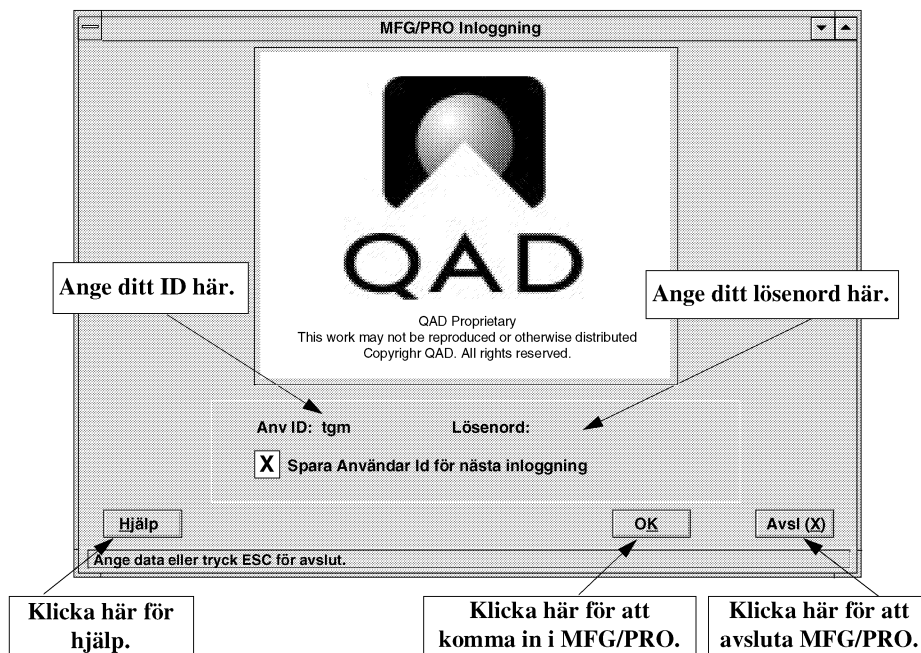 MFG/PRO Inloggning
QAD
Ange ditt ID här.
Ange ditt lösenord här.
QAD Proprietary
This work may not be reproduced or otherwise distributed
Copyrighr QAD. All rights reserved.
Anv ID: tgm
Lösenord:
X Spara Användar Id för nästa inloggning
Hjälp
OK
Avsl (X)
Ange data eller tryck ESC för avslut.
Klicka här för
hjälp.
Klicka här för att
komma in i MFG/PRO.
Klicka här för att
avsluta MFG/PRO.